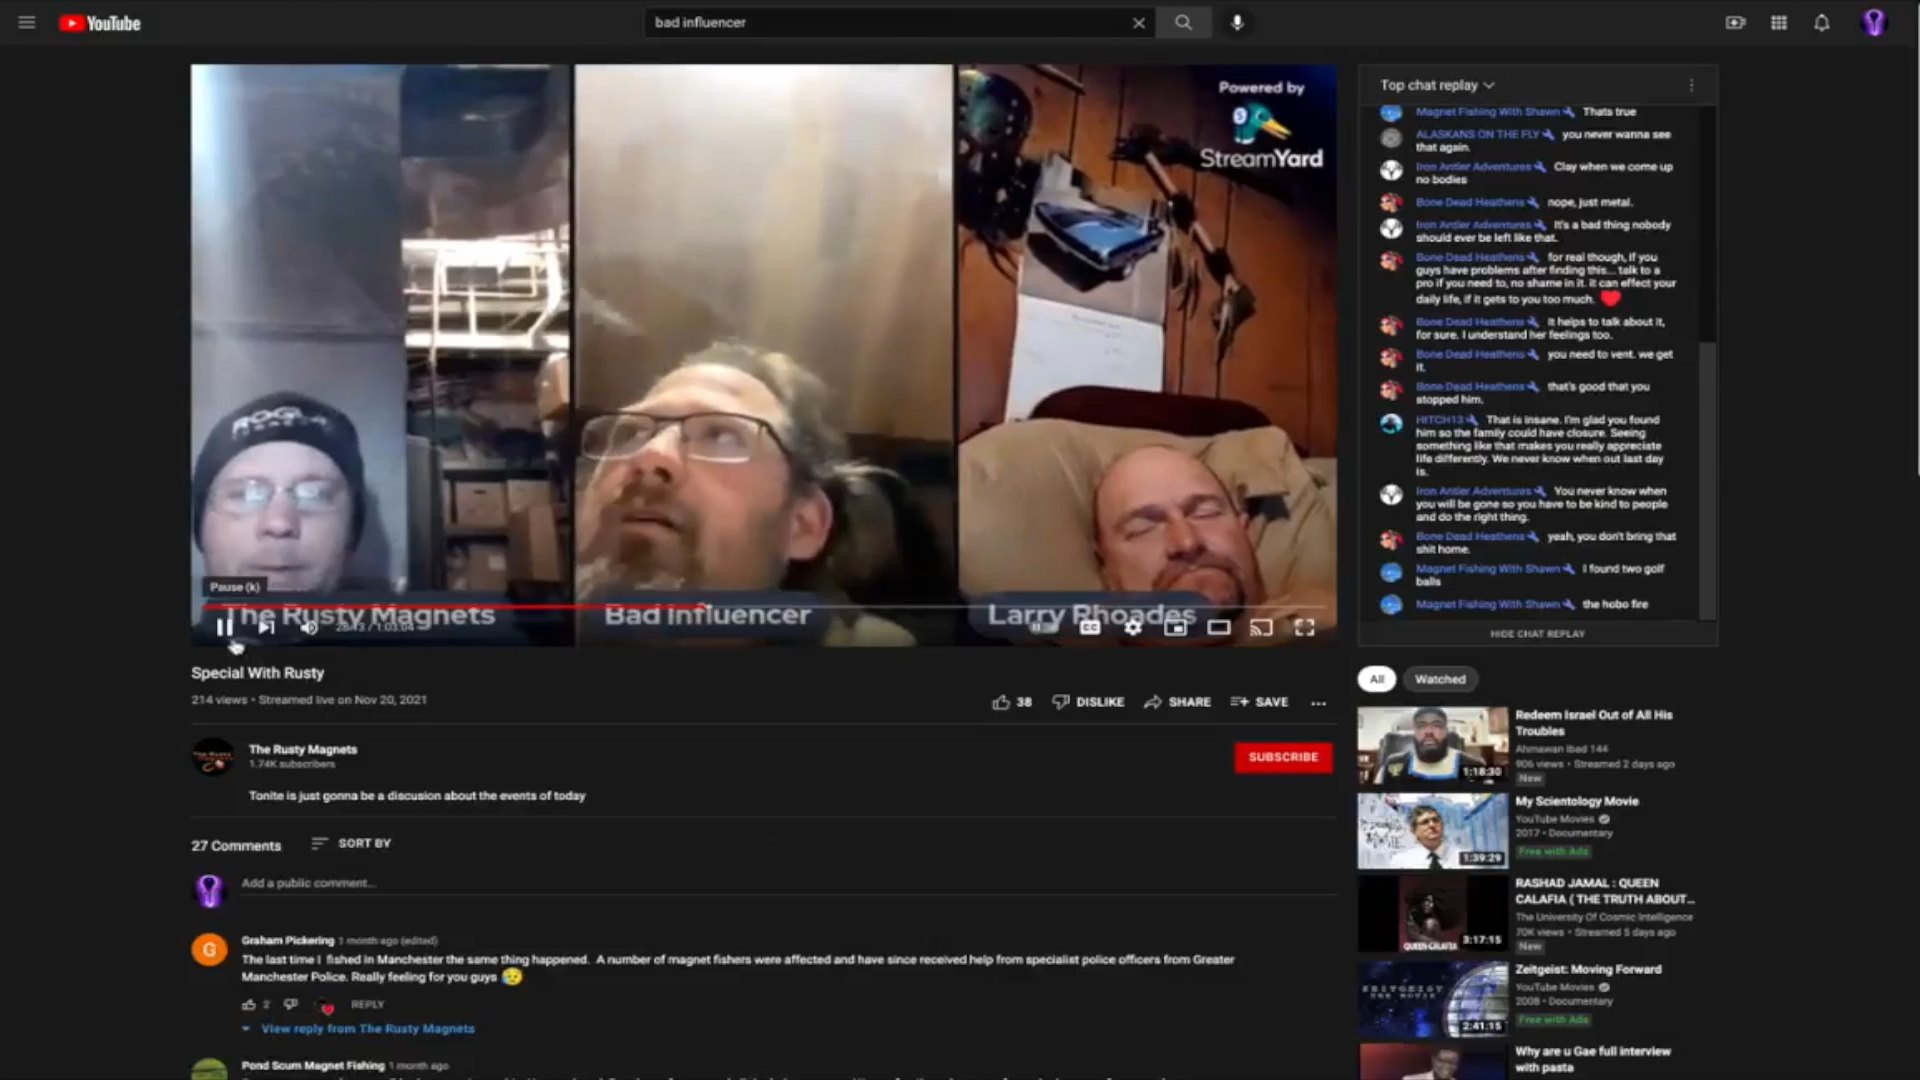 YouTube
bad influencer
Powered by
StreamYard
Pause (k)
The Rusty Magnets
Bad Influencer
Larry Rhoades
CC
Special With Rusty
214 views • Streamed live on Nov 20, 2021
38
DISLIKE
SHARE
SAVE
The Rusty Magnets
1.74K subscribers
SUBSCRIBE
Tonite is just gonna be a discusion about the events of today
27 Comments
SORT BY
Add a public comment...
G
Graham Pickering 1 month ago (edited)
The last time I fished in Manchester the same thing happened. A number of magnet fishers were affected and have since received help from specialist police officers from Greater
Manchester Police. Really feeling for you guys 😥
2
REPLY
View reply from The Rusty Magnets
Pond Scum Magnet Fishing 1 month ago
Top chat replay
Magnet Fishing With Shawn Thats true
ALASKANS ON THE FLY you never wanna see
that again.
Iron Antler Adventures Clay when we come up
no bodies
Bone Dead Heathens nope, just metal.
Iron Antler Adventures It's a bad thing nobody
should ever be left like that.
Bone Dead Heathens for real though, if you
guys have problems after finding this... talk to a
pro if you need to, no shame in it. it can effect your
daily life, if it gets to you too much. ❤
Bone Dead Heathens it helps to talk about it,
for sure. I understand her feelings too.
Bone Dead Heathens you need to vent. we get
it.
Bone Dead Heathens that's good that you
stopped him.
HITCH13 That is insane. I'm glad you found
him so the family could have closure. Seeing
something like that makes you really appreciate
life differently. We never know when out last day
is.
Iron Antler Adventures You never know when
you will be gone so you have to be kind to people
and do the right thing.
Bone Dead Heathens yeah, you don't bring that
shit home.
Magnet Fishing With Shawn I found two golf
balls
Magnet Fishing With Shawn the hobo fire
HIDE CHAT REPLAY
All
Watched
1:18:30
Redeem Israel Out of All His
Troubles
Ahmawan Ibad 144
906 views • Streamed 2 days ago
New
1:39:29
My Scientology Movie
YouTube Movies
2017 • Documentary
Free with Ads
QUEEN CALAFIA
3:17:15
RASHAD JAMAL : QUEEN
CALAFIA ( THE TRUTH ABOUT...
The University Of Cosmic Intelligence
70K views • Streamed 5 days ago
New
2:41:15
Zeitgeist: Moving Forward
YouTube Movies
2008 • Documentary
Free with Ads
Why are u Gae full interview
with pasta